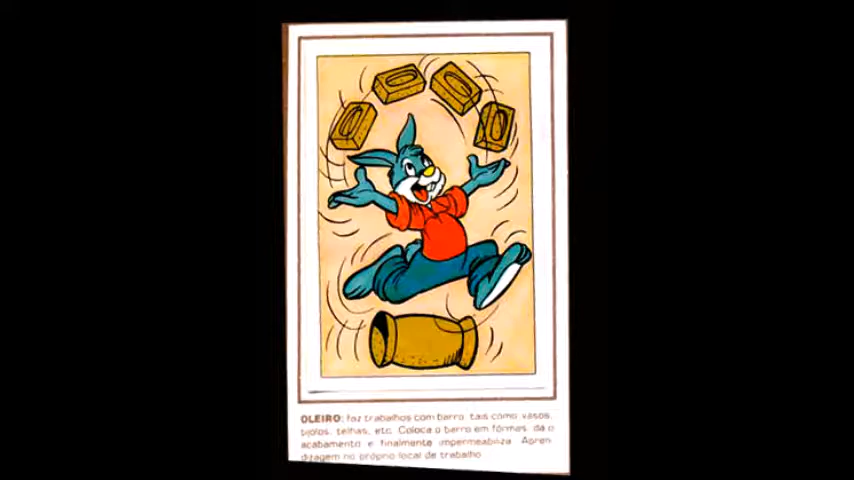 OLEIRO: faz trabalhos com barro, tais como vasos,
tijolos, telhas, etc. Coloca o barro em fôrmas, dá o
acabamento e finalmente impermeabiliza. Apren-
dizagem no próprio local de trabalho